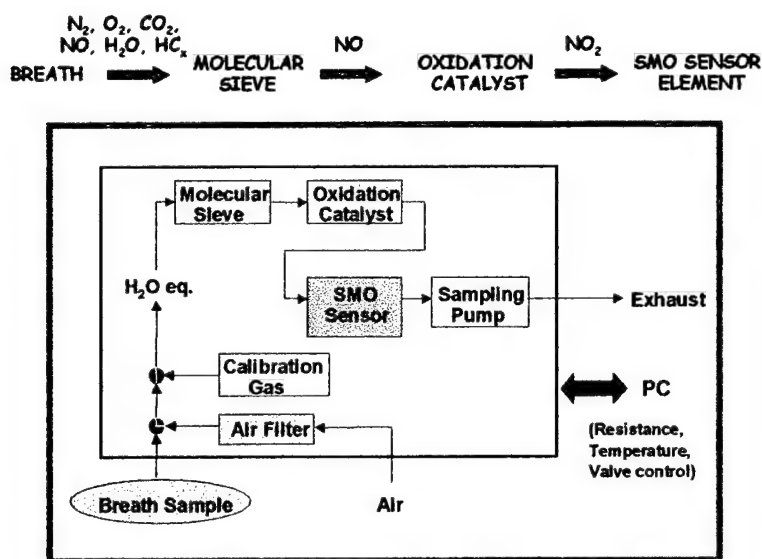 N₂, O₂, CO₂,
NO, H₂O, HCₓ
BREATH
MOLECULAR
SIEVE
NO
OXIDATION
CATALYST
NO₂
SMO SENSOR
ELEMENT
Molecular
Sieve
Oxidation
Catalyst
H₂O eq.
SMO
Sensor
Sampling
Pump
Exhaust
Calibration
Gas
Air Filter
PC
(Resistance,
Temperature,
Valve control)
Breath Sample
Air